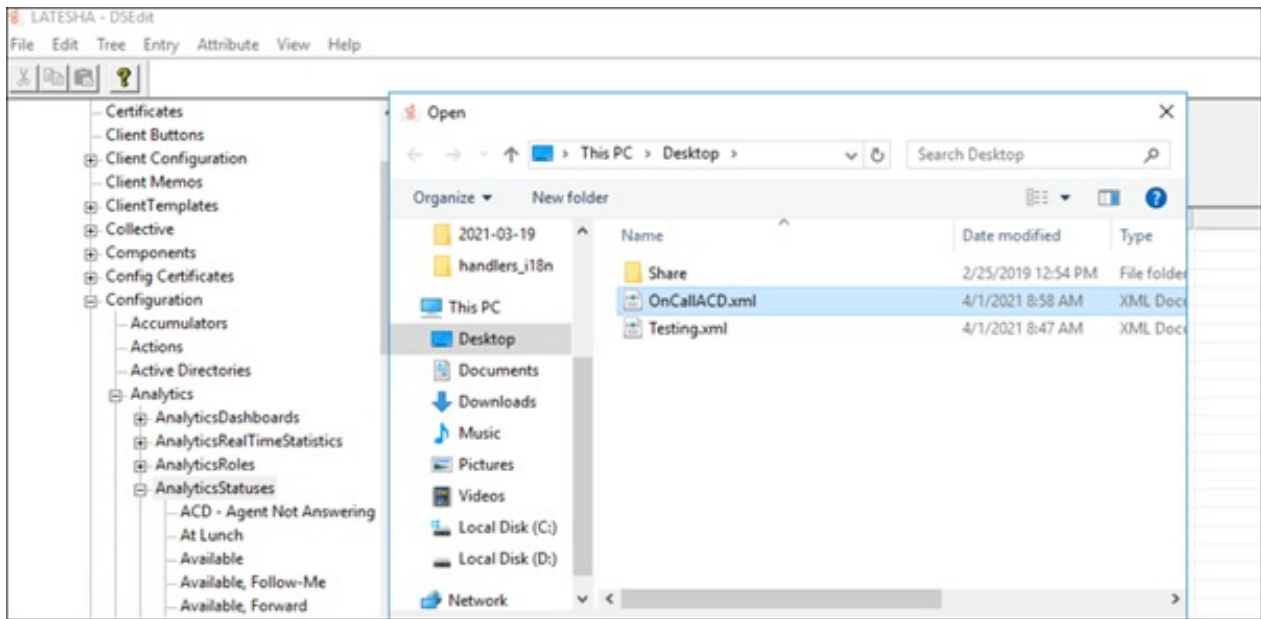 LATESHA - DSEdit
File Edit Tree Entry Attribute View Help
Certificates
Client Buttons
Client Configuration
Client Memos
ClientTemplates
Collective
Components
Config Certificates
Configuration
Accumulators
Actions
Active Directories
Analytics
AnalyticsDashboards
AnalyticsRealTimeStatistics
AnalyticsRoles
AnalyticsStatuses
ACD - Agent Not Answering
At Lunch
Available
Available, Follow-Me
Available, Forward
Open
This PC > Desktop >
Search Desktop
Organize New folder
2021-03-19
handlers_i18n
This PC
Desktop
Documents
Downloads
Music
Pictures
Videos
Local Disk (C:)
Local Disk (D:)
Network
Name Date modified Type
Share 2/25/2019 12:54 PM File folder
OnCallACD.xml 4/1/2021 8:58 AM XML Doc
Testing.xml 4/1/2021 8:47 AM XML Doc